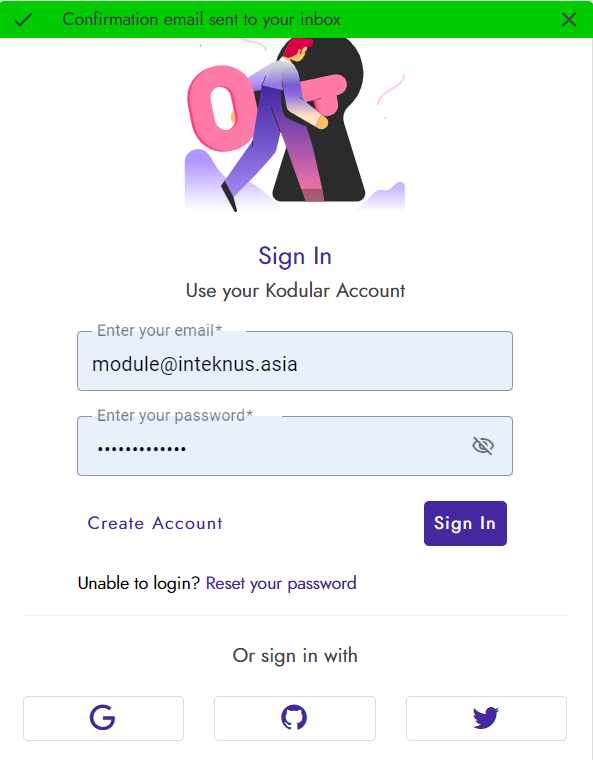 Confirmation email sent to your inbox
Sign In
Use your Kodular Account
Enter your email*
module@inteknus.asia
Enter your password*
•••••••••••••
Create Account
Sign In
Unable to login? Reset your password
Or sign in with